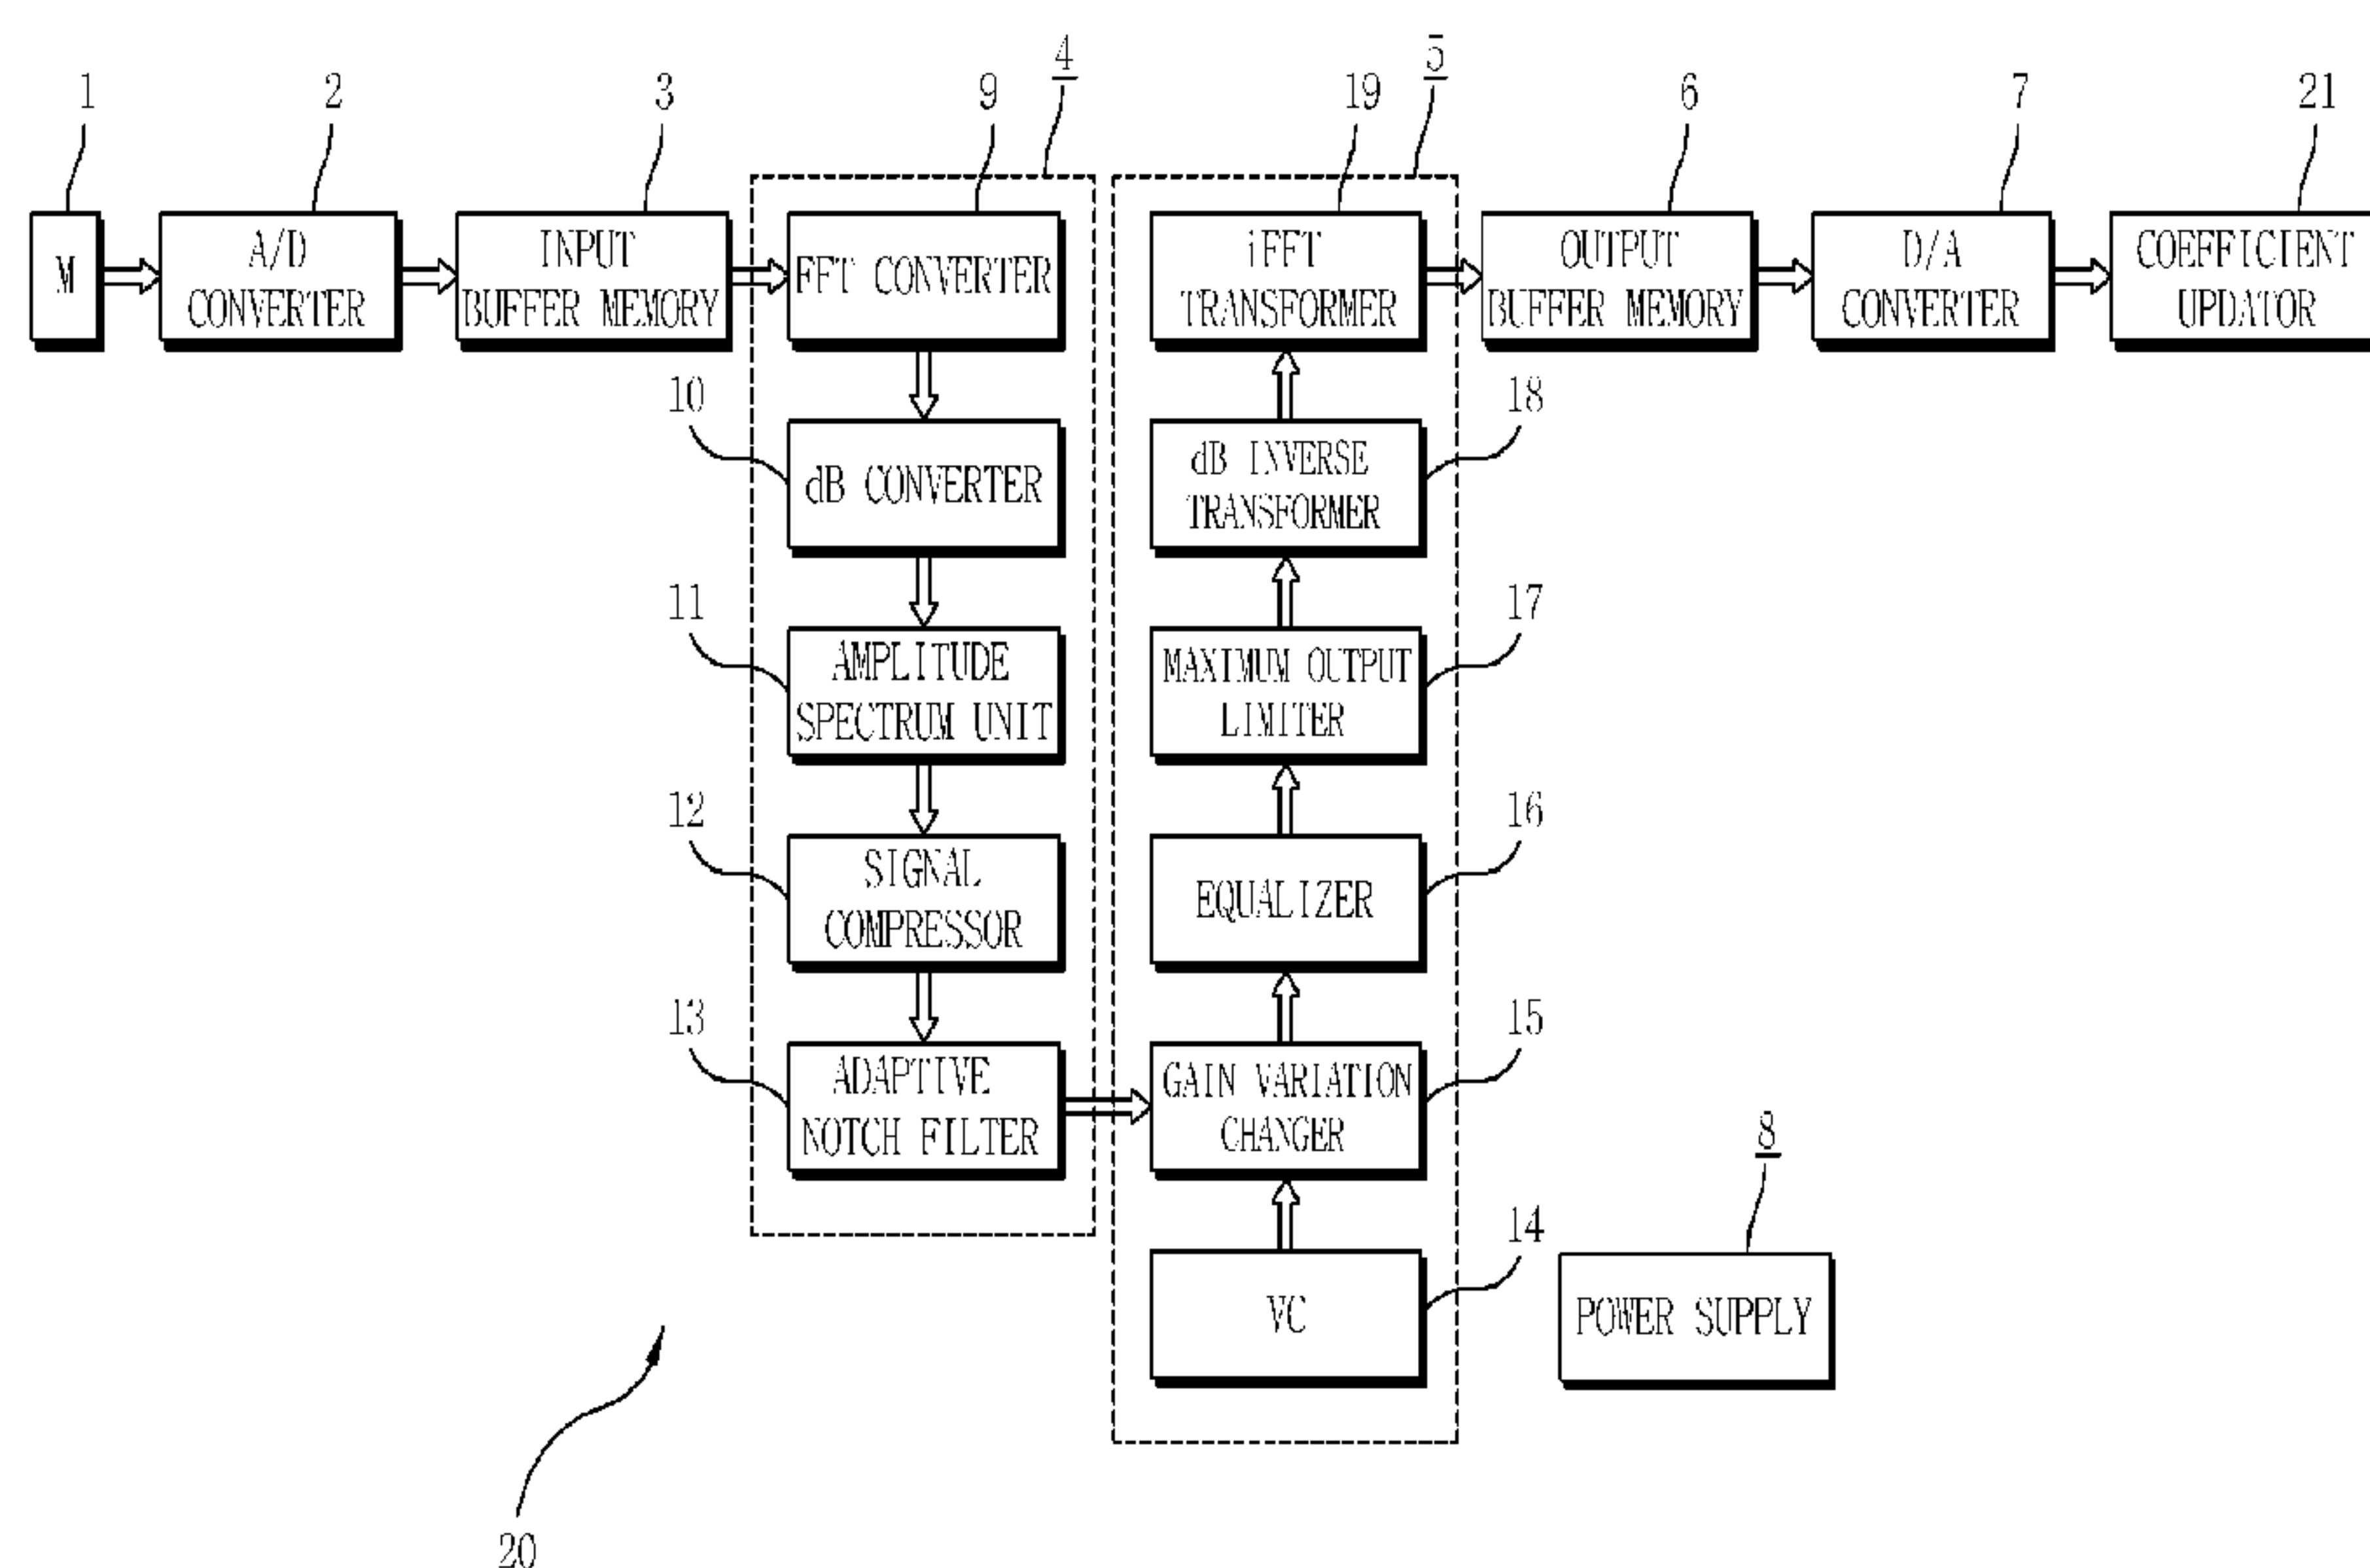 4
5
1
2
3
9
19
6
7
21
M
A/D
CONVERTER
INPUT
BUFFER MEMORY
FFT CONVERTER
iFFT
TRANSFORMER
OUTPUT
BUFFER MEMORY
D/A
CONVERTER
COEFFICIENT
UPDATOR
10
dB CONVERTER
dB INVERSE
TRANSFORMER
18
11
AMPLITUDE
SPECTRUM UNIT
MAXIMUM OUTPUT
LIMITER
17
12
SIGNAL
COMPRESSOR
EQUALIZER
16
13
ADAPTIVE
NOTCH FILTER
GAIN VARIATION
CHANGER
15
8
14
VC
POWER SUPPLY
20